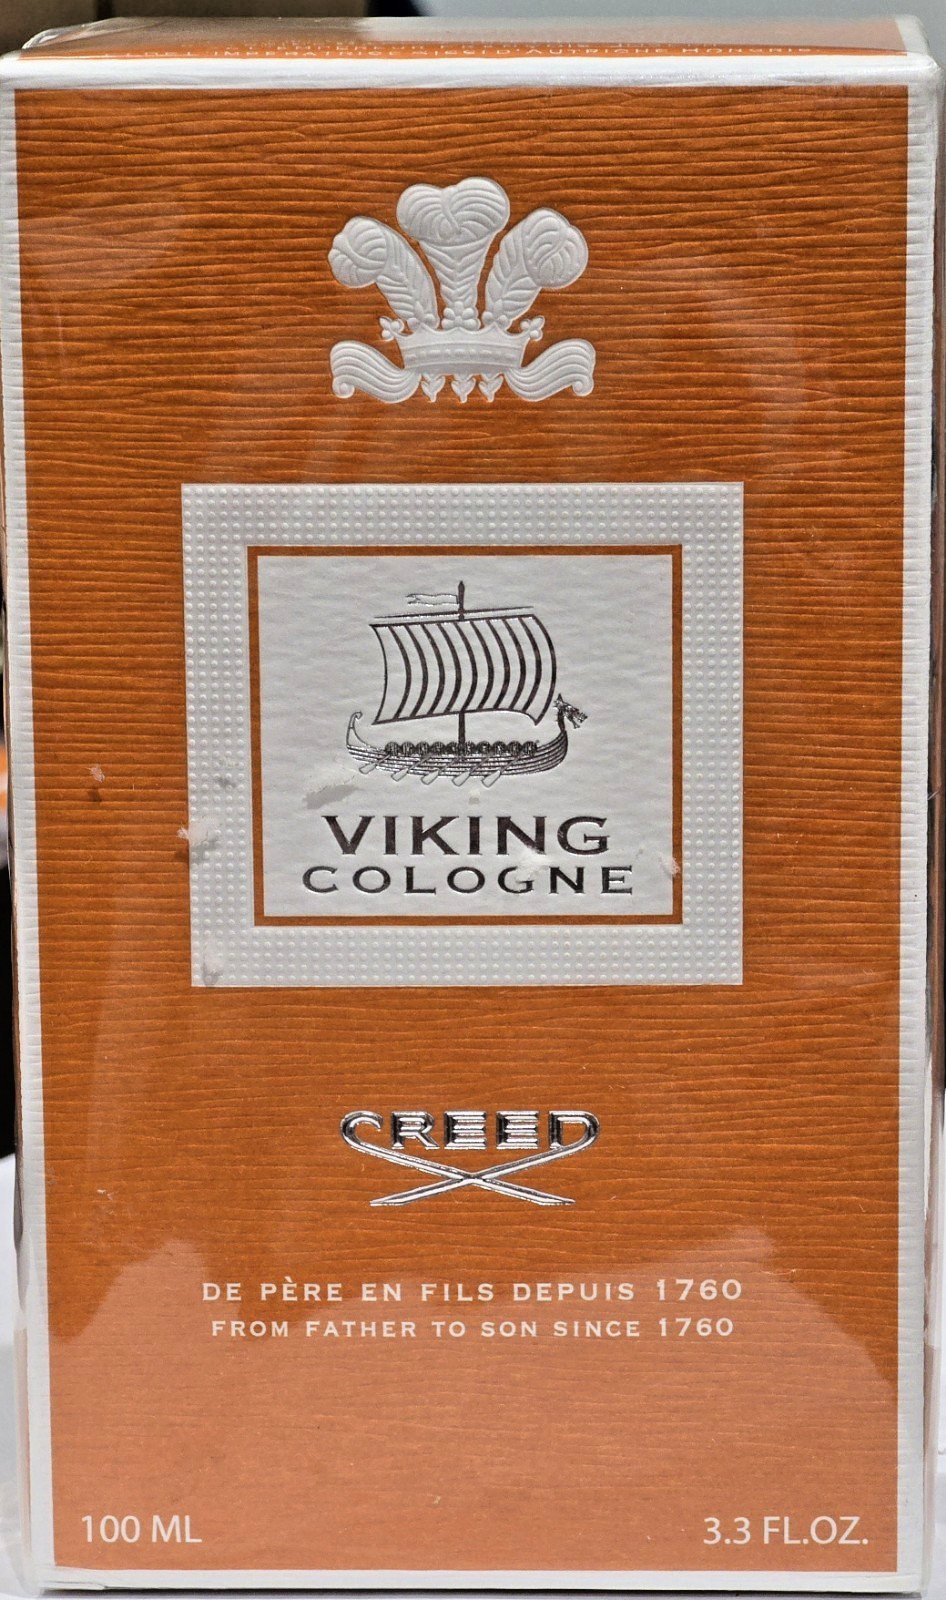 VIKING
COLOGNE
CREED
DE PÈRE EN FILS DEPUIS 1760
FROM FATHER TO SON SINCE 1760
100 ML
3.3 FL.OZ.